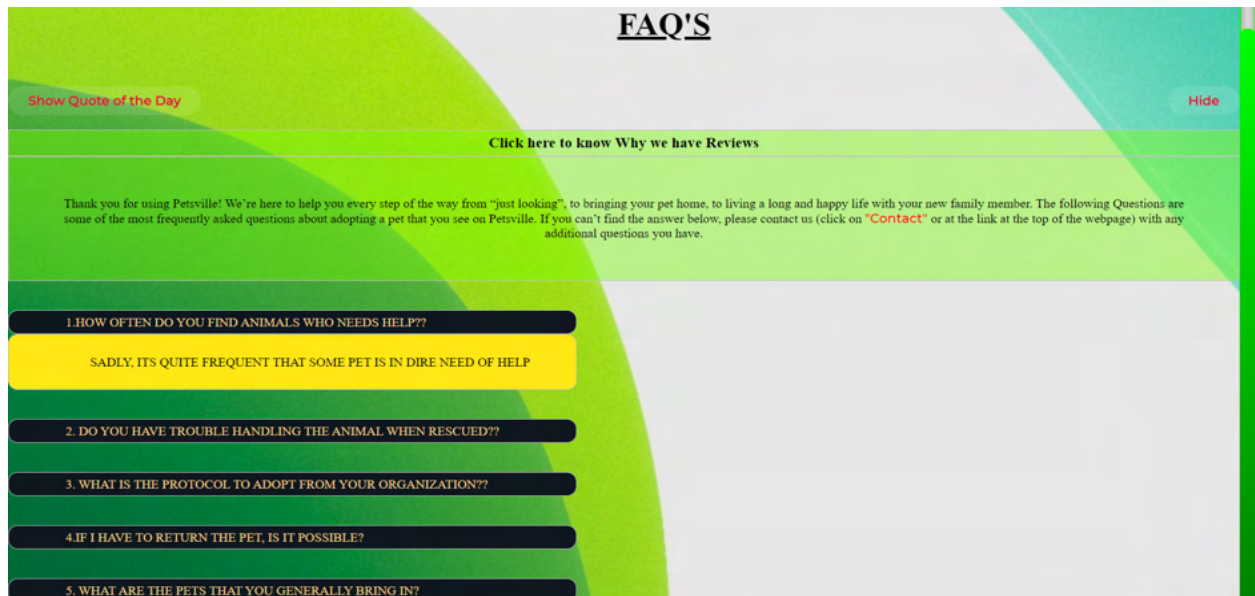 FAQ'S
Show Quote of the Day
Hide
Click here to know Why we have Reviews
Thank you for using Petsville! We’re here to help you every step of the way from “just looking”, to bringing your pet home, to living a long and happy life with your new family member. The following Questions are
some of the most frequently asked questions about adopting a pet that you see on Petsville. If you can’t find the answer below, please contact us (click on "Contact" or at the link at the top of the webpage) with any
additional questions you have.
1.HOW OFTEN DO YOU FIND ANIMALS WHO NEEDS HELP??
SADLY, ITS QUITE FREQUENT THAT SOME PET IS IN DIRE NEED OF HELP
2. DO YOU HAVE TROUBLE HANDLING THE ANIMAL WHEN RESCUED??
3. WHAT IS THE PROTOCOL TO ADOPT FROM YOUR ORGANIZATION??
4.IF I HAVE TO RETURN THE PET, IS IT POSSIBLE?
5. WHAT ARE THE PETS THAT YOU GENERALLY BRING IN?